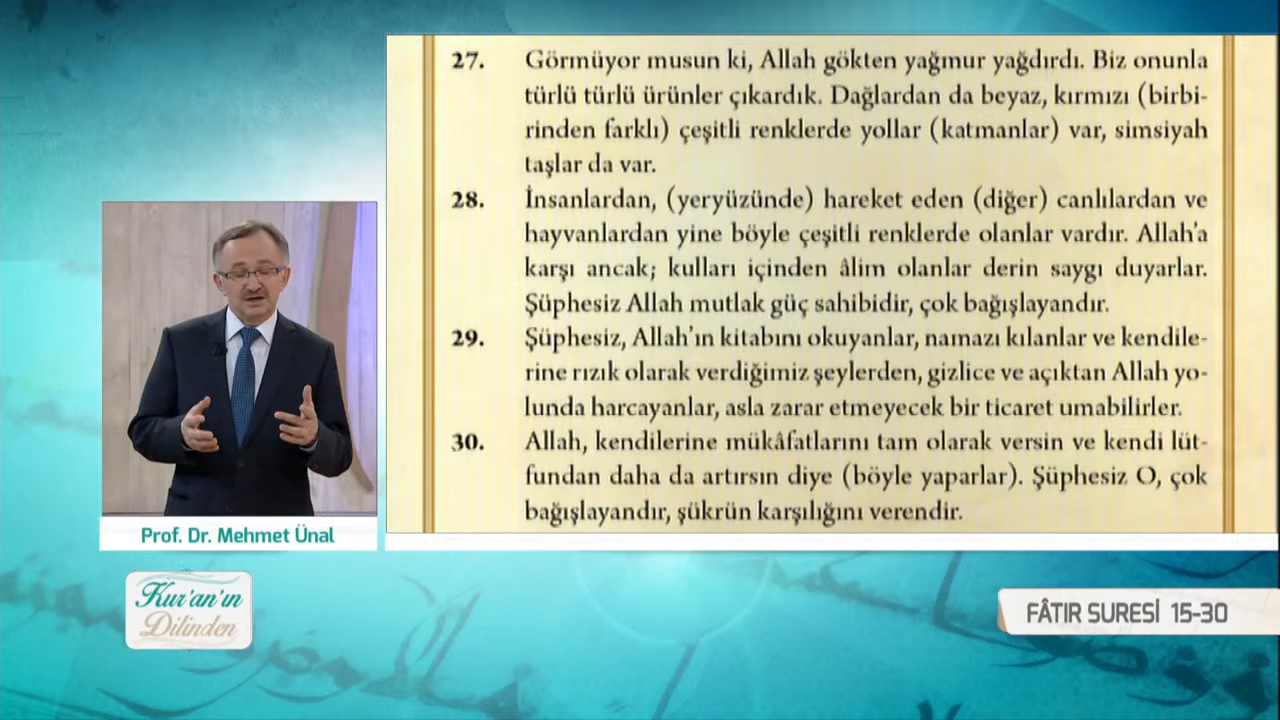 27. Görmüyor musun ki, Allah gökten yağmur yağdırdı. Biz onunla
türlü türlü ürünler çıkardık. Dağlardan da beyaz, kırmızı (birbi-
rinden farklı) çeşitli renklerde yollar (katmanlar) var, simsiyah
taşlar da var.
28. İnsanlardan, (yeryüzünde) hareket eden (diğer) canlılardan ve
hayvanlardan yine böyle çeşitli renklerde olanlar vardır. Allah'a
karşı ancak; kulları içinden âlim olanlar derin saygı duyarlar.
Şüphesiz Allah mutlak güç sahibidir, çok bağışlayandır.
29. Şüphesiz, Allah'ın kitabını okuyanlar, namazı kılanlar ve kendile-
rine rızık olarak verdiğimiz şeylerden, gizlice ve açıktan Allah yo-
lunda harcayanlar, asla zarar etmeyecek bir ticaret umabilirler.
30. Allah, kendilerine mükâfatlarını tam olarak versin ve kendi lüt-
fundan daha da artırsın diye (böyle yaparlar). Şüphesiz O, çok
bağışlayandır, şükrün karşılığını verendir.
Prof. Dr. Mehmet Ünal
Kur'an'ın
Dilinden
FÂTIR SURESİ 15-30